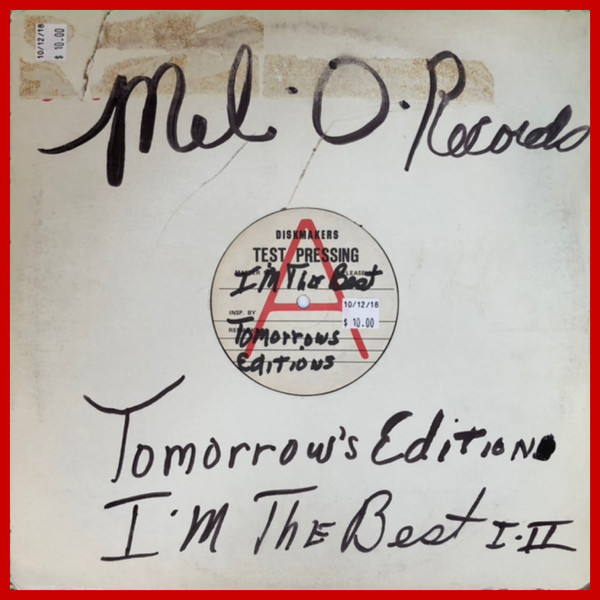 10/12/18
$ 10.00
Mel·O·Records
DISKMAKERS
TEST PRESSING
I'M The Best
10/12/18
$ 10.00
INSP. BY
Tomorrows
Editions
A
Tomorrow's Edition
I'M The Best I·II